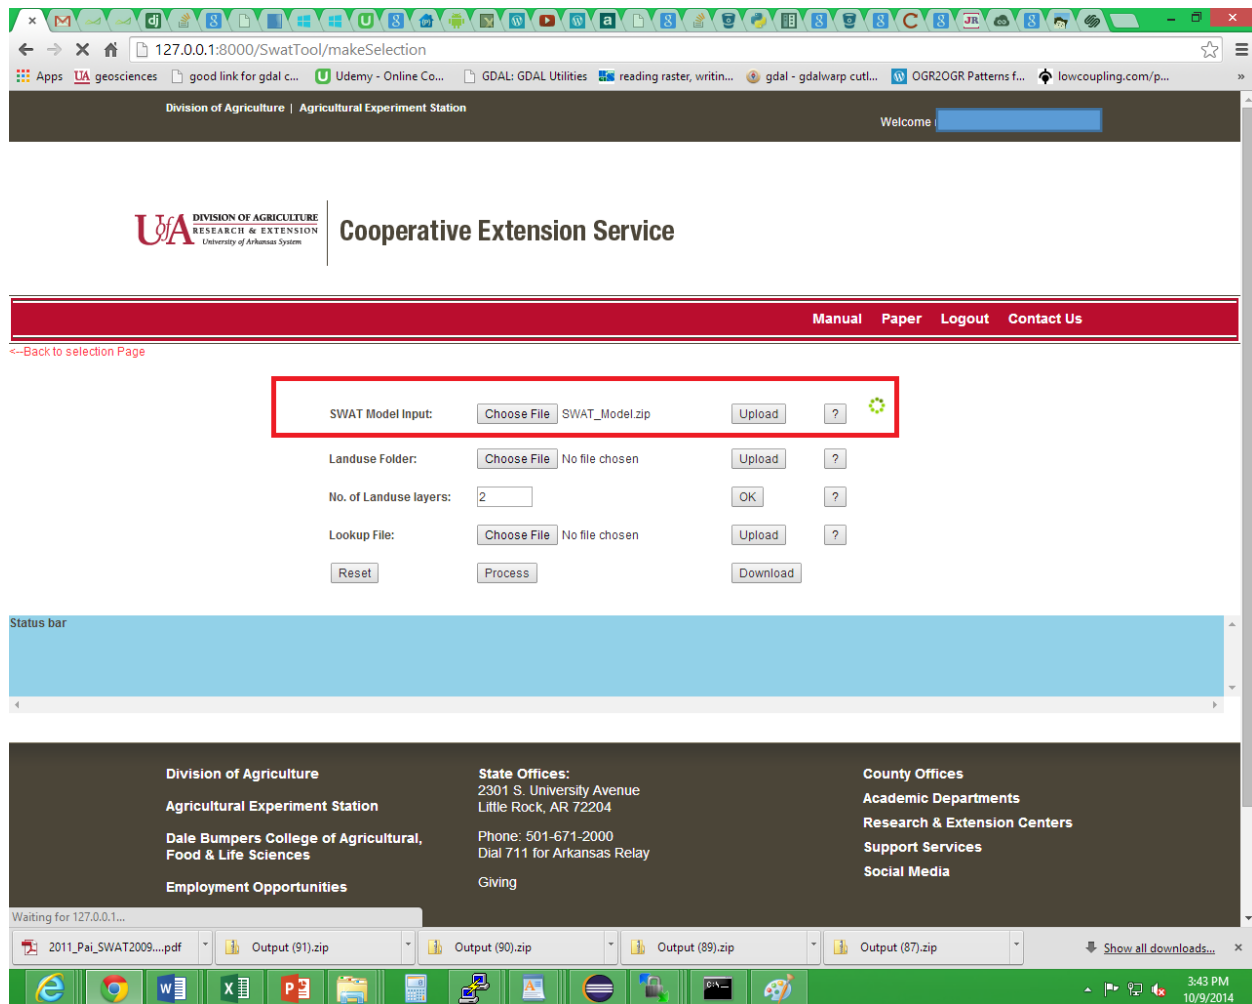 127.0.0.1:8000/SwatTool/makeSelection
Apps UA geosciences good link for gdal c... Udemy - Online Co... GDAL: GDAL Utilities reading raster, writin... gdal - gdalwarp cutl... OGR2OGR Patterns f... lowcoupling.com/p... »
Division of Agriculture | Agricultural Experiment Station
Welcome
UofA DIVISION OF AGRICULTURE
RESEARCH & EXTENSION
University of Arkansas System
Cooperative Extension Service
Manual Paper Logout Contact Us
<--Back to selection Page
SWAT Model Input: Choose File SWAT_Model.zip Upload ?
Landuse Folder: Choose File No file chosen Upload ?
No. of Landuse layers: 2 OK ?
Lookup File: Choose File No file chosen Upload ?
Reset Process Download
Status bar
Division of Agriculture
Agricultural Experiment Station
Dale Bumpers College of Agricultural,
Food & Life Sciences
Employment Opportunities
State Offices:
2301 S. University Avenue
Little Rock, AR 72204
Phone: 501-671-2000
Dial 711 for Arkansas Relay
Giving
County Offices
Academic Departments
Research & Extension Centers
Support Services
Social Media
Waiting for 127.0.0.1...
2011_Pai_SWAT2009....pdf Output (91).zip Output (90).zip Output (89).zip Output (87).zip Show all downloads...
3:43 PM
10/9/2014